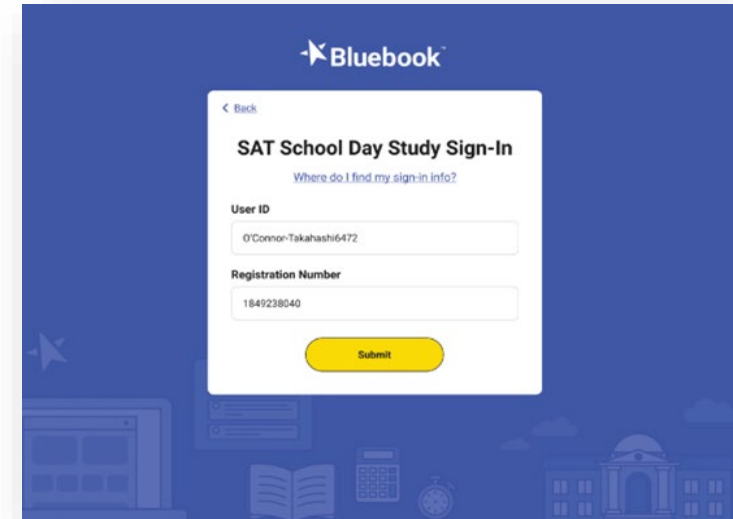 Bluebook™
Back
SAT School Day Study Sign-In
Where do I find my sign-in info?
User ID
O'Connor-Takahashi6472
Registration Number
1849238040
Submit